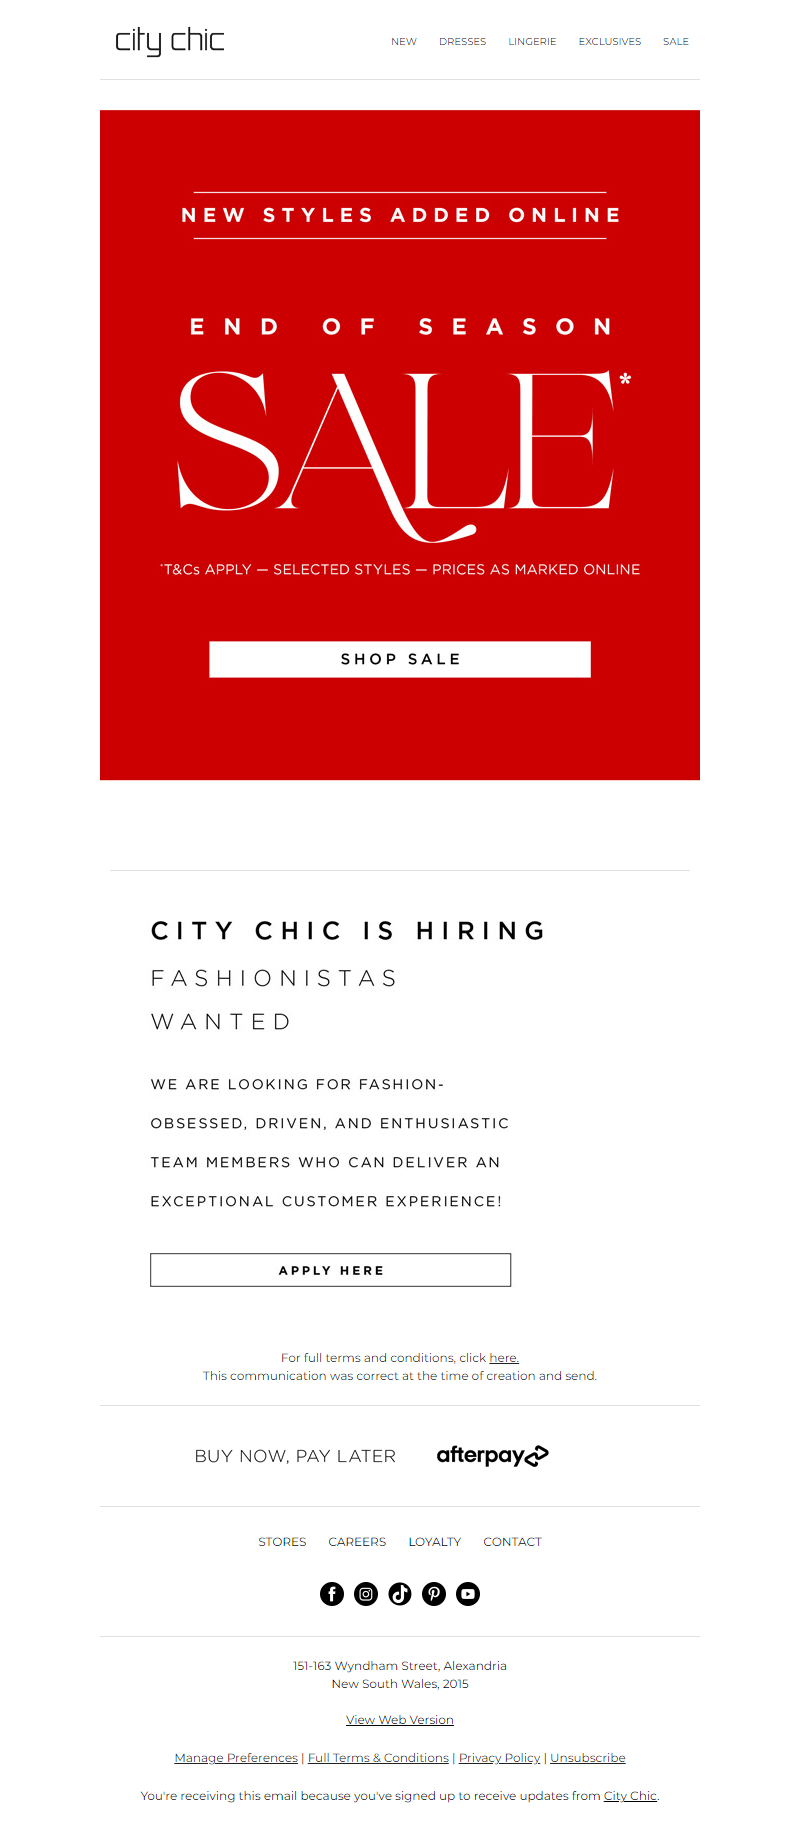 city chic
NEW DRESSES LINGERIE EXCLUSIVES SALE
NEW STYLES ADDED ONLINE
END OF SEASON
SALE*
*T&Cs APPLY — SELECTED STYLES — PRICES AS MARKED ONLINE
SHOP SALE
CITY CHIC IS HIRING
FASHIONISTAS
WANTED
WE ARE LOOKING FOR FASHION-
OBSESSED, DRIVEN, AND ENTHUSIASTIC
TEAM MEMBERS WHO CAN DELIVER AN
EXCEPTIONAL CUSTOMER EXPERIENCE!
APPLY HERE
For full terms and conditions, click here.
This communication was correct at the time of creation and send.
BUY NOW, PAY LATER afterpay
STORES CAREERS LOYALTY CONTACT
151-163 Wyndham Street, Alexandria
New South Wales, 2015
View Web Version
Manage Preferences | Full Terms & Conditions | Privacy Policy | Unsubscribe
You're receiving this email because you've signed up to receive updates from City Chic.